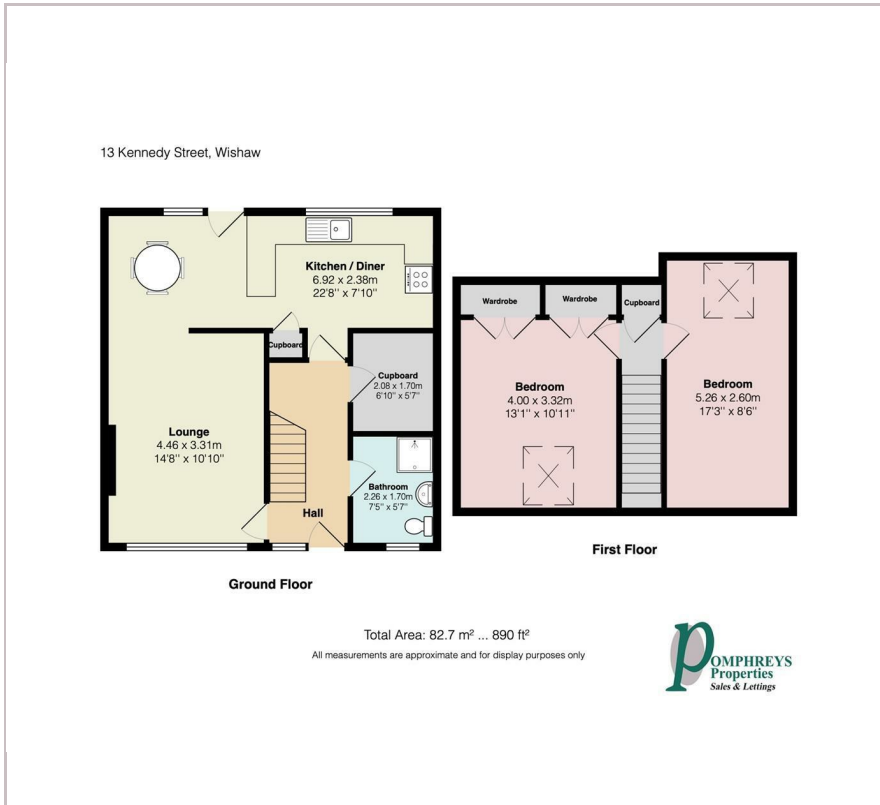 13 Kennedy Street, Wishaw
Kitchen / Diner
6.92 x 2.38m
22'8" x 7'10"
Cupboard
Cupboard
2.08 x 1.70m
6'10" x 5'7"
Lounge
4.46 x 3.31m
14'8" x 10'10"
Bathroom
2.26 x 1.70m
7'5" x 5'7"
Hall
Ground Floor
Wardrobe
Wardrobe
Cupboard
Bedroom
4.00 x 3.32m
13'1" x 10'11"
Bedroom
5.26 x 2.60m
17'3" x 8'6"
First Floor
Total Area: 82.7 m² ... 890 ft²
All measurements are approximate and for display purposes only
pOMPHREYS
Properties
Sales & Lettings